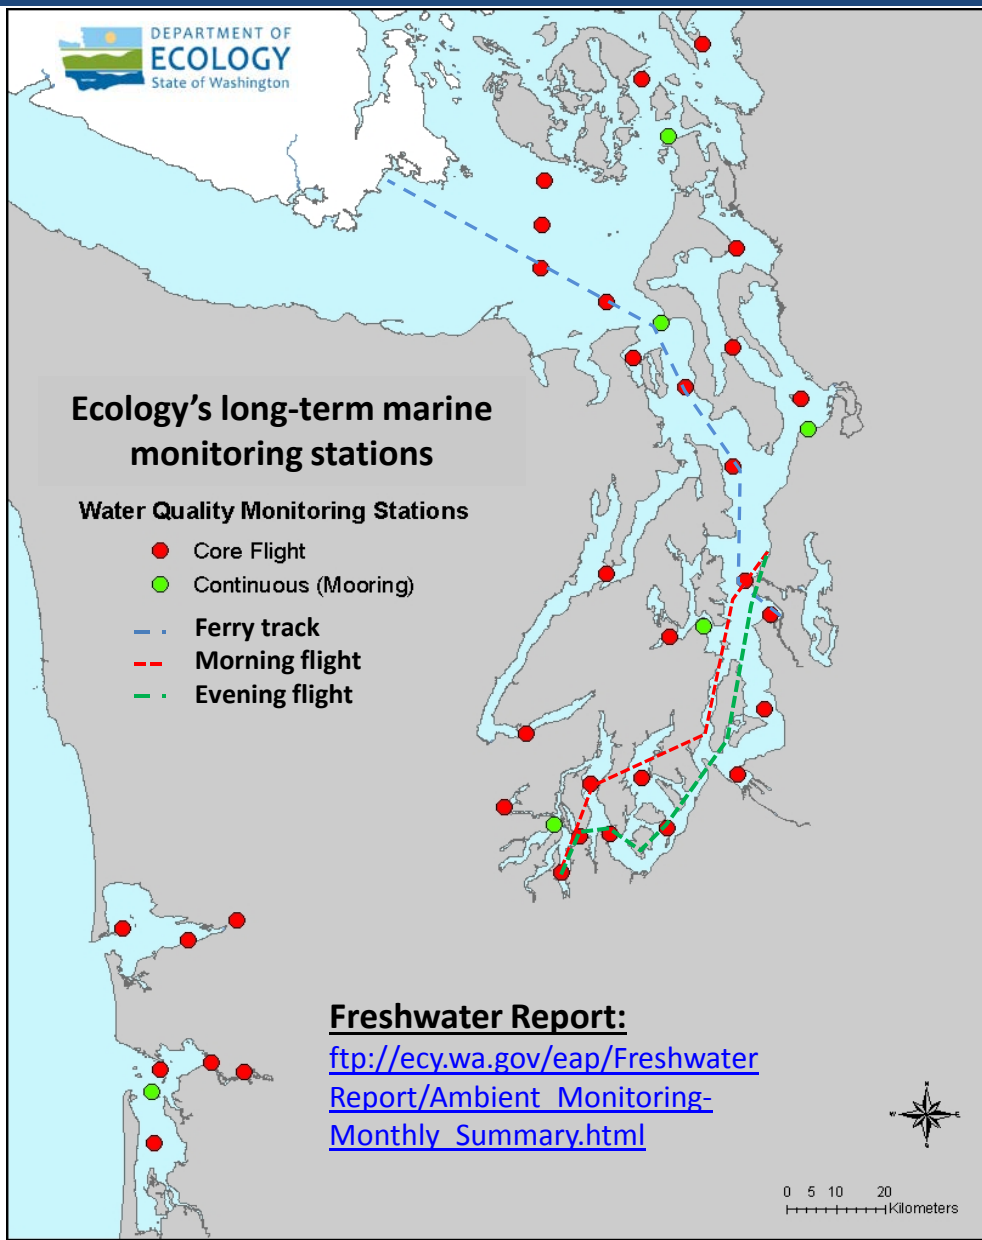 DEPARTMENT OF
ECOLOGY
State of Washington
Ecology’s long-term marine
monitoring stations
Water Quality Monitoring Stations
Core Flight
Continuous (Mooring)
Ferry track
Morning flight
Evening flight
Freshwater Report:
ftp://ecy.wa.gov/eap/Freshwater
Report/Ambient_Monitoring-
Monthly_Summary.html
N
W E
S
0 5 10 20
Kilometers